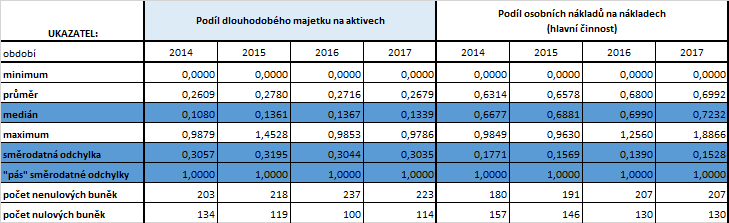 UKAZATEL: Podíl dlouhodobého majetku na aktivech Podíl osobních nákladů na nákladech (hlavní činnost)
období 2014 2015 2016 2017 2014 2015 2016 2017
minimum 0,0000 0,0000 0,0000 0,0000 0,0000 0,0000 0,0000 0,0000
průměr 0,2609 0,2780 0,2716 0,2679 0,6314 0,6578 0,6800 0,6992
medián 0,1080 0,1361 0,1367 0,1339 0,6677 0,6881 0,6990 0,7232
maximum 0,9879 1,4528 0,9853 0,9786 0,9849 0,9630 1,2560 1,8866
směrodatná odchylka 0,3057 0,3195 0,3044 0,3035 0,1771 0,1569 0,1390 0,1528
"pás" směrodatné odchylky 1,0000 1,0000 1,0000 1,0000 1,0000 1,0000 1,0000 1,0000
počet nenulových buněk 203 218 237 223 180 191 207 207
počet nulových buněk 134 119 100 114 157 146 130 130